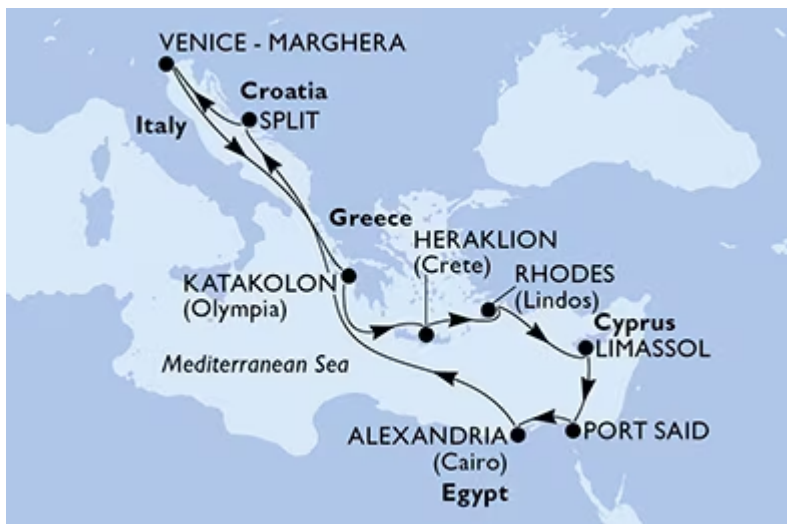 VENICE - MARGHERA
Croatia
SPLIT
Italy
Greece
HERAKLION
(Crete)
KATAKOLON
(Olympia)
RHODES
(Lindos)
Cyprus
LIMASSOL
Mediterranean Sea
ALEXANDRIA
(Cairo)
PORT SAID
Egypt